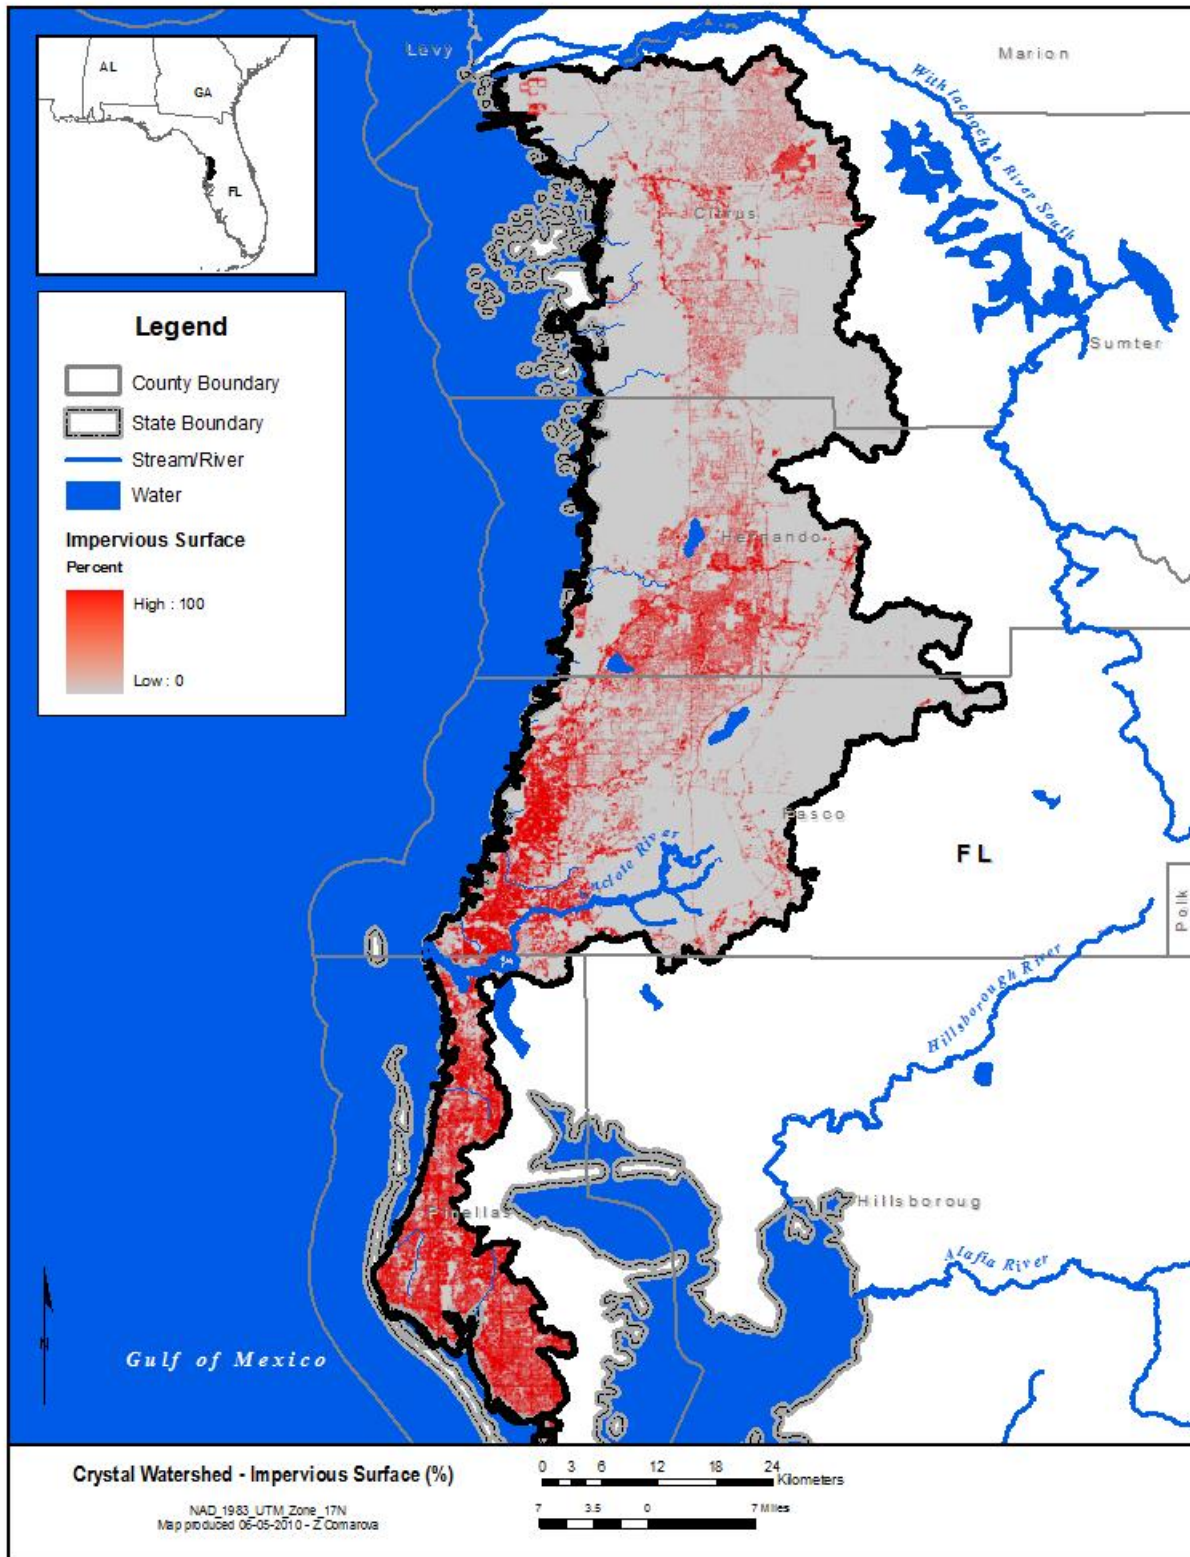 Levy
Marion
AL
GA
FL
Withlacoochie River South
Citrus
Legend
County Boundary
State Boundary
Stream/River
Water
Impervious Surface
Percent
High : 100
Low : 0
Sumter
Hernando
Pasco
FL
Polk
Hillsborough River
Pinellas
Hillsboroug
Alafia River
N
Gulf of Mexico
Crystal Watershed - Impervious Surface (%)
NAD_1983_UTM_Zone_17N
Map produced 06-05-2010 - Z Comarova
0 3 6 12 18 24
Kilometers
7 3.5 0 7 Miles